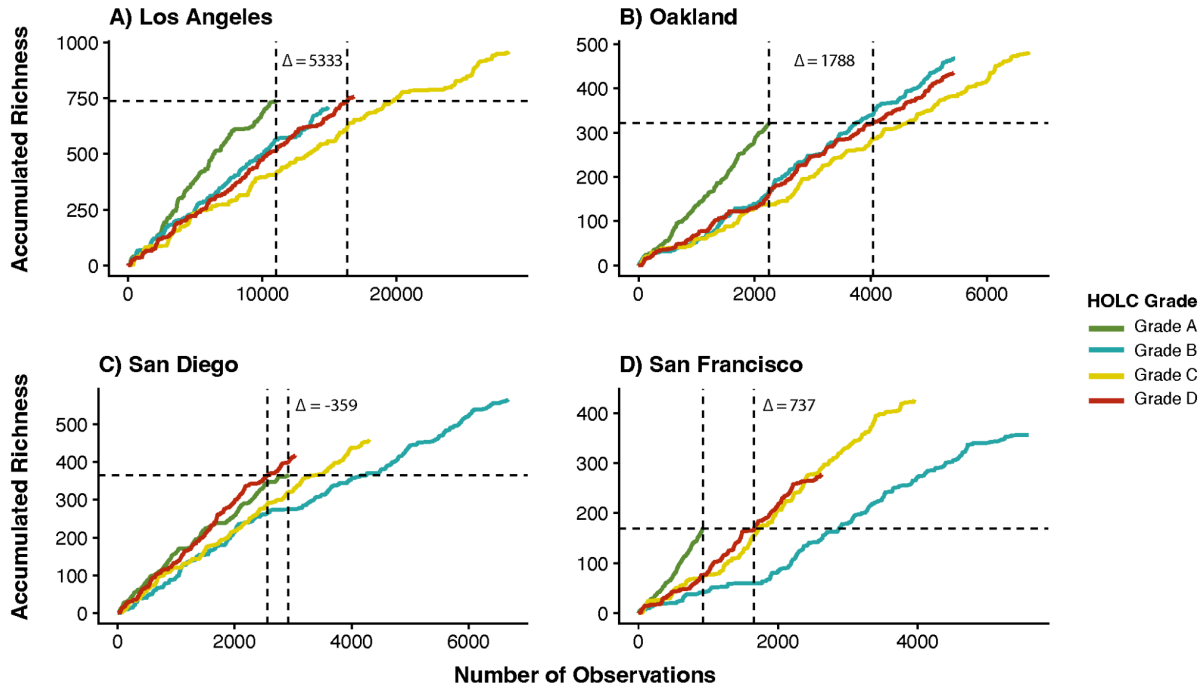 A) Los Angeles
B) Oakland
Accumulated Richness
1000
750
500
250
0
Δ = 5333
0
10000
20000
500
400
300
200
100
0
Δ = 1788
0
2000
4000
6000
HOLC Grade
Grade A
Grade B
Grade C
Grade D
C) San Diego
D) San Francisco
Accumulated Richness
500
400
300
200
100
0
Δ = -359
0
2000
4000
6000
400
300
200
100
0
Δ = 737
0
2000
4000
Number of Observations